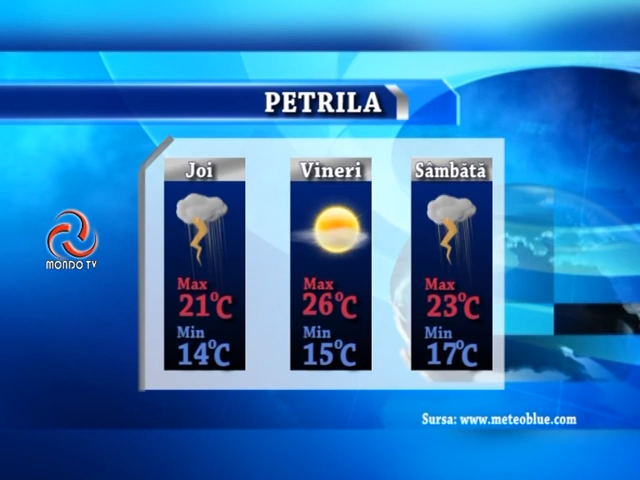 PETRILA
Joi
Vineri
Sâmbătă
Max
21°C
Min
14°C
Max
26°C
Min
15°C
Max
23°C
Min
17°C
MONDO TV
Sursa: www.meteoblue.com